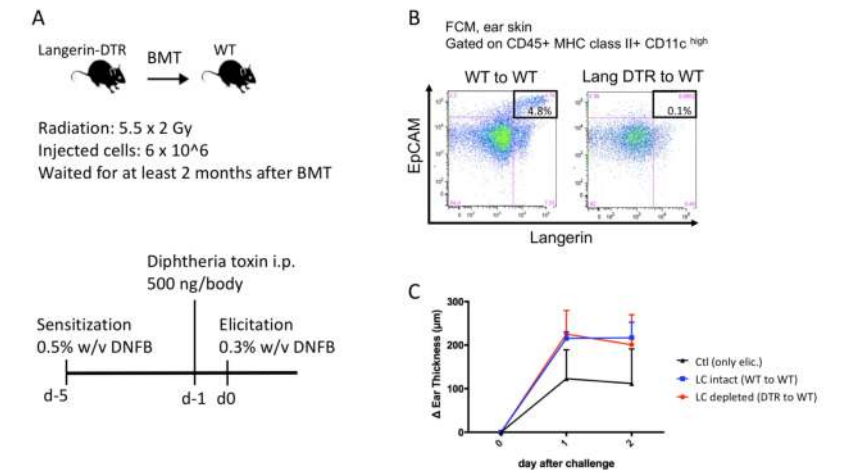 A
Langerin-DTR
BMT
WT
Radiation: 5.5 x 2 Gy
Injected cells: 6 x 10^6
Waited for at least 2 months after BMT
Diphtheria toxin i.p.
500 ng/body
Sensitization
0.5% w/v DNFB
Elicitation
0.3% w/v DNFB
d-5
d-1
d0
B
FCM, ear skin
Gated on CD45+ MHC class II+ CD11c high
WT to WT
Lang DTR to WT
4.8%
0.1%
EpCAM
Langerin
C
Δ Ear Thickness (μm)
300
200
100
0
0
1
2
day after challenge
Ctl (only elic.)
LC intact (WT to WT)
LC depleted (DTR to WT)